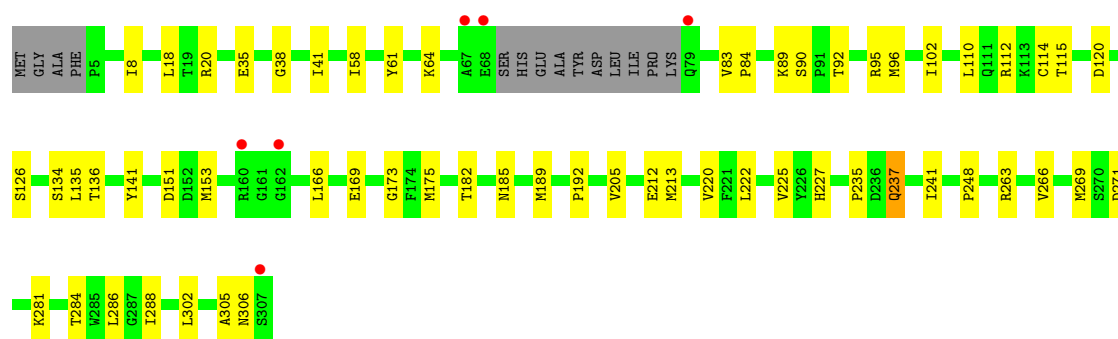 MET GLY ALA PHE P5 I8 L18 T19 R20 E35 G38 I41 I58 Y61 K64 A67 E68 SER HIS GLU ALA TYR ASP LEU ILE PRO LYS Q79 V83 P84 K89 S90 P91 T92 R95 M96 I102 L110 Q111 R112 K113 C114 T115 D120
S126 S134 L135 T136 Y141 D151 D152 M153 R160 G161 G162 L166 E169 G173 F174 M175 T182 N185 M189 P192 V205 E212 M213 V220 F221 L222 V225 Y226 H227 P235 D236 Q237 I241 P248 R263 V266 M269 S270
K281 T284 W285 L286 G287 I288 L302 A305 N306 S307